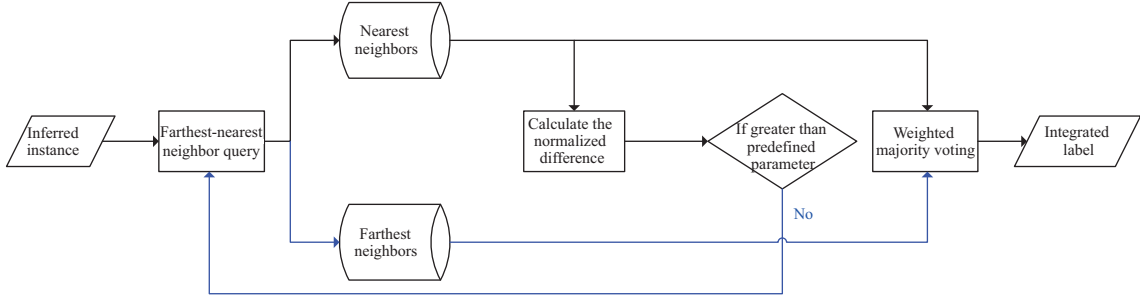 Nearest
neighbors
Inferred
instance
Farthest-nearest
neighbor query
Calculate the
normalized
difference
If greater than
predefined
parameter
Weighted
majority voting
Integrated
label
No
Farthest
neighbors